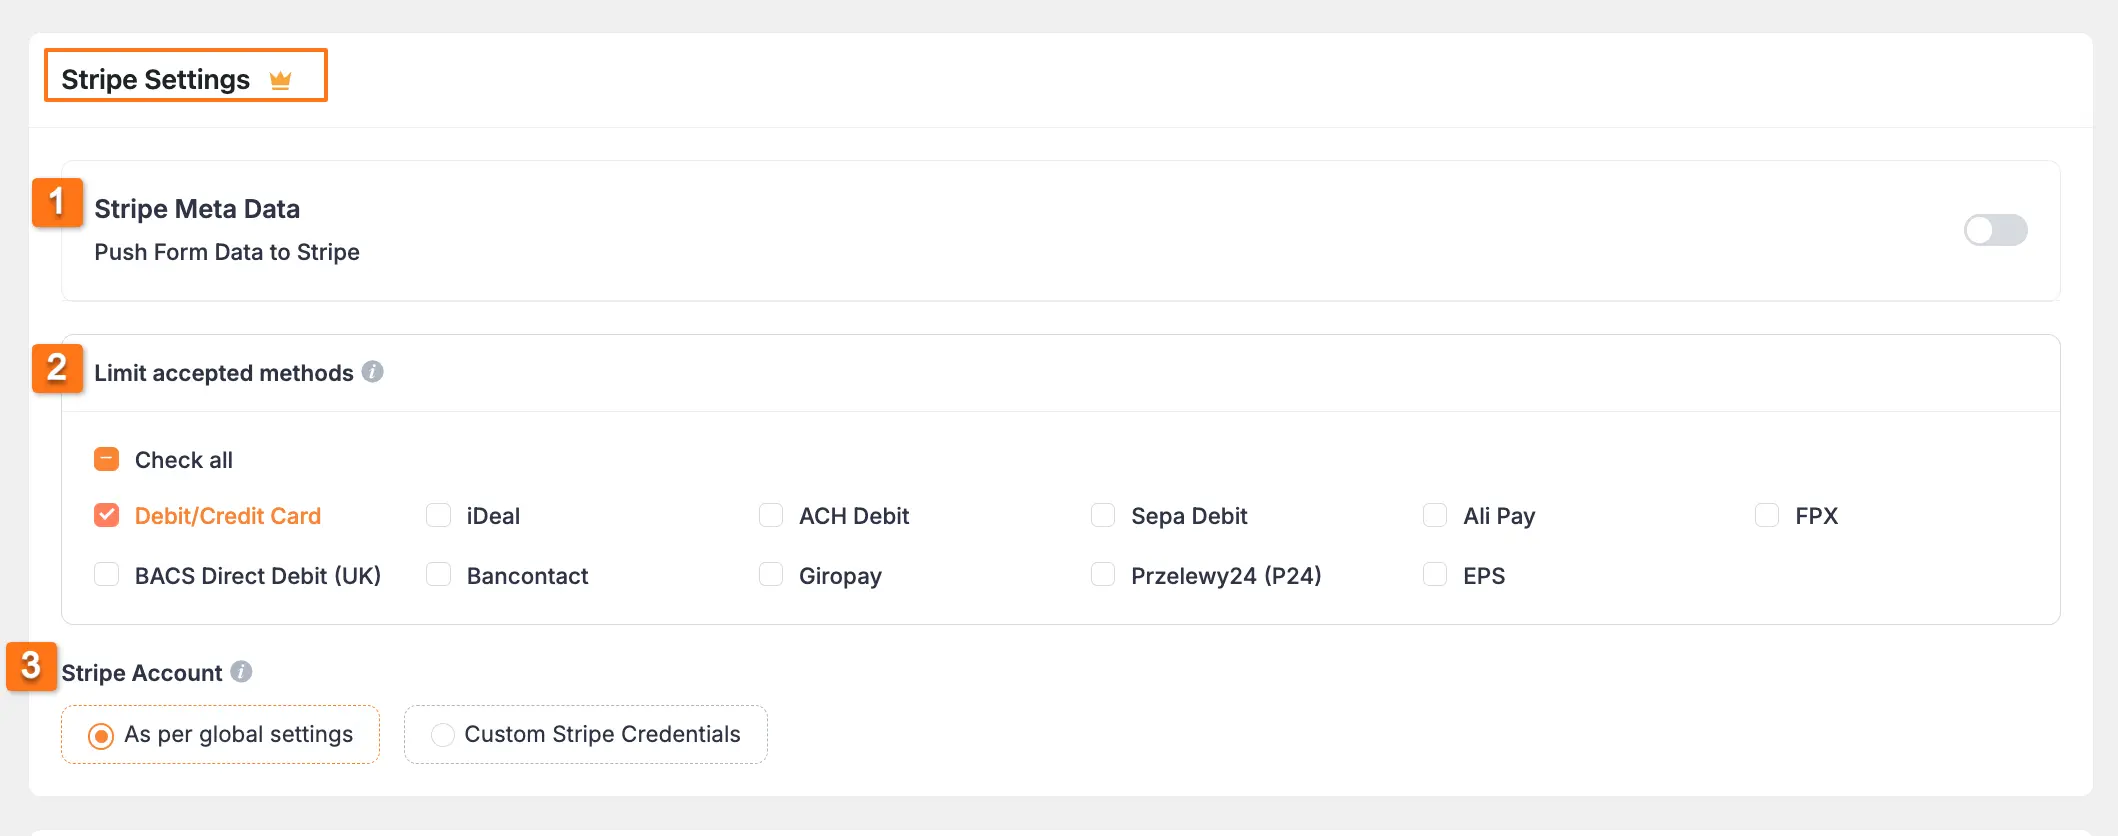 Stripe Settings
1
Stripe Meta Data
Push Form Data to Stripe
2
Limit accepted methods i
Check all
Debit/Credit Card iDeal ACH Debit Sepa Debit Ali Pay FPX
BACS Direct Debit (UK) Bancontact Giropay Przelewy24 (P24) EPS
3
Stripe Account i
As per global settings Custom Stripe Credentials